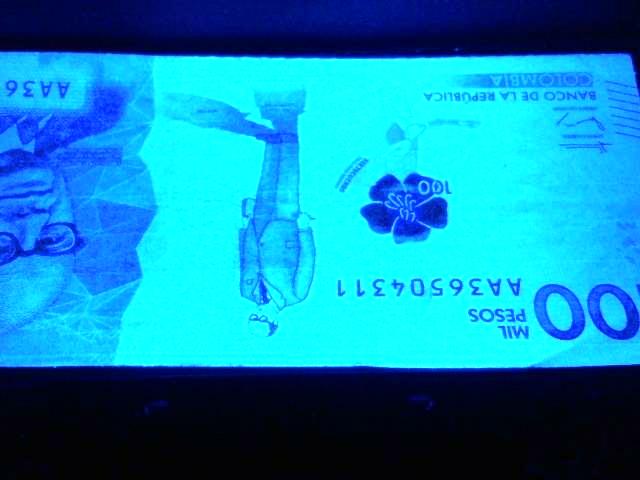 00
MIL
PESOS
AA36504311
100
BANCO DE LA REPÚBLICA
COLOMBIA
AA36